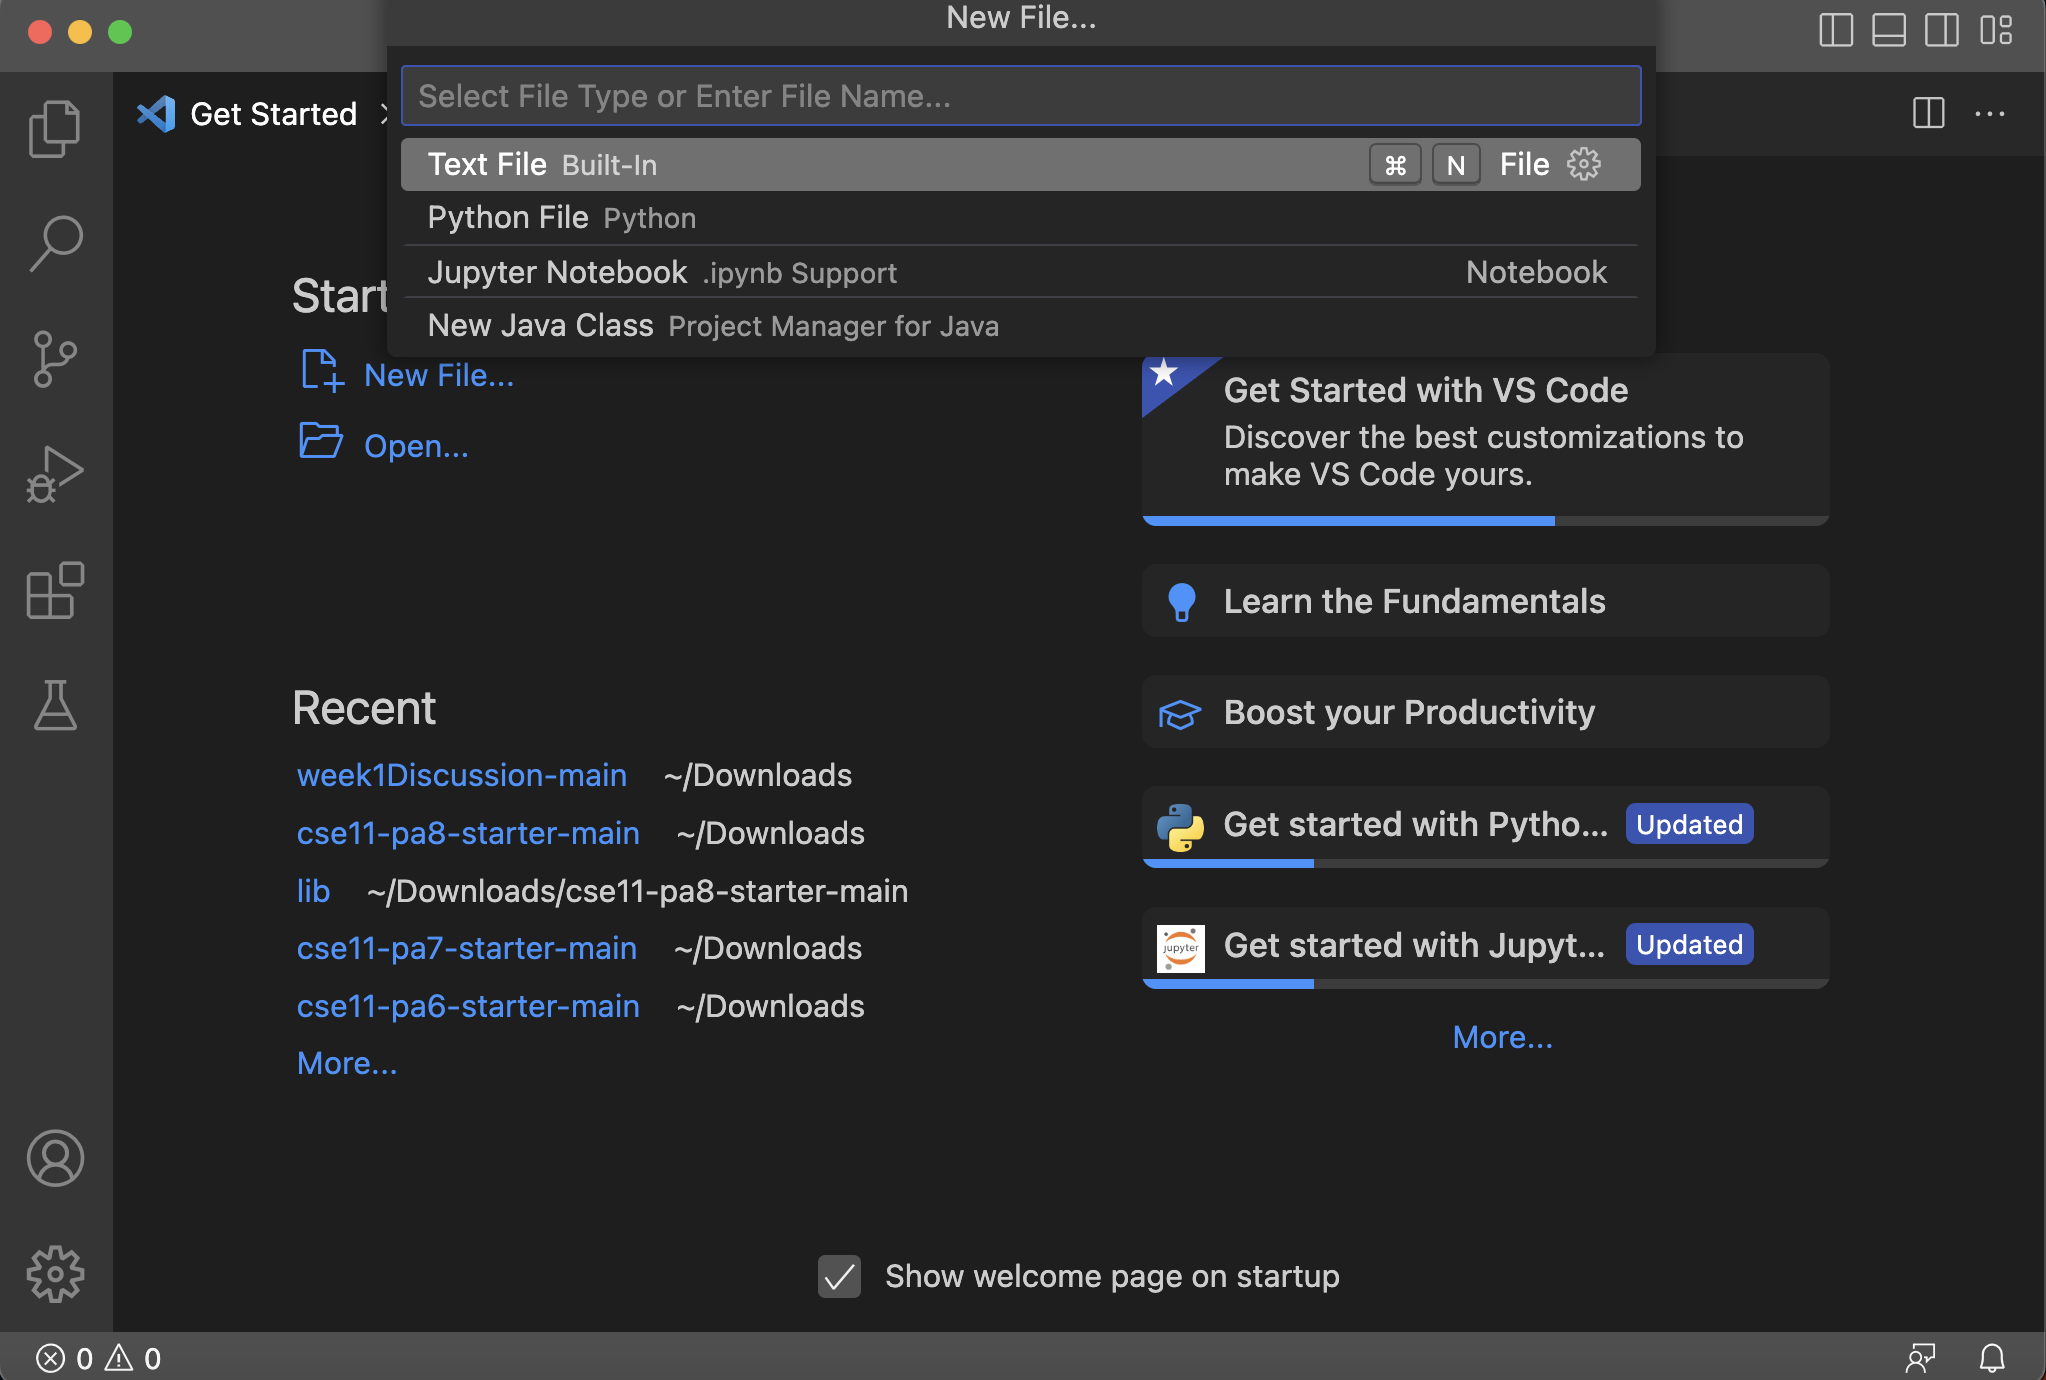 New File...
Select File Type or Enter File Name...
Text File Built-In ⌘ N File
Python File Python
Jupyter Notebook .ipynb Support Notebook
New Java Class Project Manager for Java
Get Started
Start
New File...
Open...
Recent
week1Discussion-main ~/Downloads
cse11-pa8-starter-main ~/Downloads
lib ~/Downloads/cse11-pa8-starter-main
cse11-pa7-starter-main ~/Downloads
cse11-pa6-starter-main ~/Downloads
More...
Get Started with VS Code
Discover the best customizations to
make VS Code yours.
Learn the Fundamentals
Boost your Productivity
Get started with Pytho... Updated
jupyter
Get started with Jupyt... Updated
More...
Show welcome page on startup
0 0